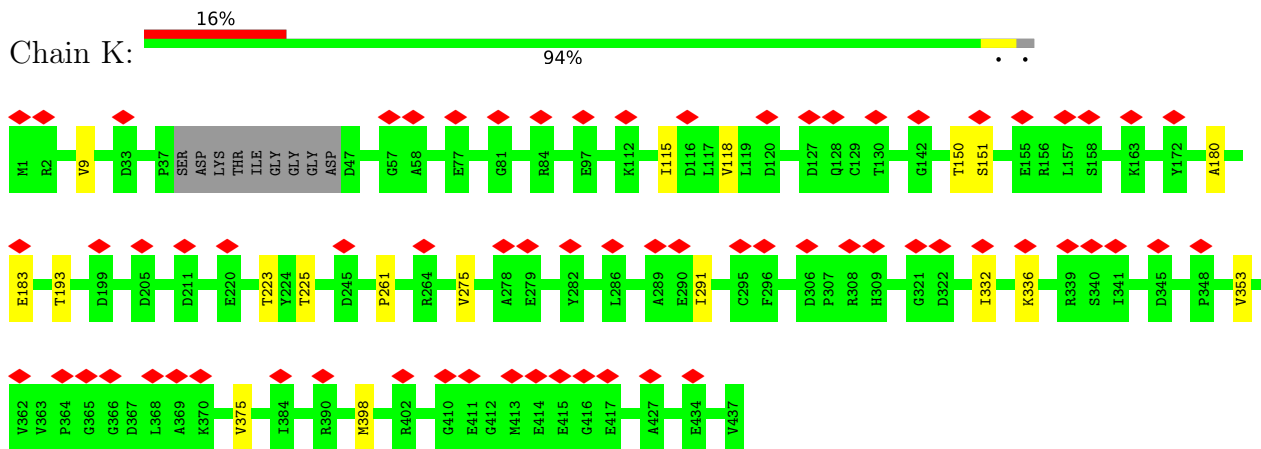 16%
Chain K:
94%
M1 R2 V9 D33 P37 SER ASP LYS THR ILE GLY GLY GLY ASP D47 G57 A58 E77 G81 R84 E97 K112 I115 D116 L117 V118 L119 D120 D127 Q128 C129 T130 G142 T150 S151 E155 R156 L157 S158 K163 Y172 A180
E183 T193 D199 D205 D211 E220 T223 Y224 T225 D245 P261 R264 V275 A278 E279 Y282 L286 A289 E290 I291 C295 F296 D306 P307 R308 H309 G321 D322 I332 K336 R339 S340 I341 D345 P348 V353
V362 V363 P364 G365 G366 D367 L368 A369 K370 V375 I384 R390 M398 R402 G410 E411 G412 M413 E414 E415 G416 E417 A427 E434 V437